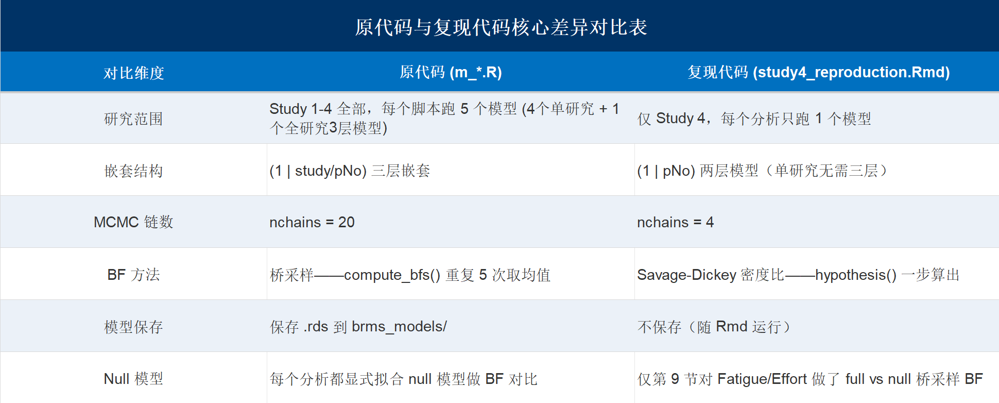 原代码与复现代码核心差异对比表
对比维度
原代码 (m_*.R)
复现代码 (study4_reproduction.Rmd)
研究范围
Study 1-4 全部，每个脚本跑 5 个模型 (4个单研究 + 1
个全研究3层模型)
仅 Study 4，每个分析只跑 1 个模型
嵌套结构
(1 | study/pNo) 三层嵌套
(1 | pNo) 两层模型（单研究无需三层）
MCMC 链数
nchains = 20
nchains = 4
BF 方法
桥采样——compute_bfs() 重复 5 次取均值
Savage-Dickey 密度比——hypothesis() 一步算出
模型保存
保存 .rds 到 brms_models/
不保存（随 Rmd 运行）
Null 模型
每个分析都显式拟合 null 模型做 BF 对比
仅第 9 节对 Fatigue/Effort 做了 full vs null 桥采样 BF